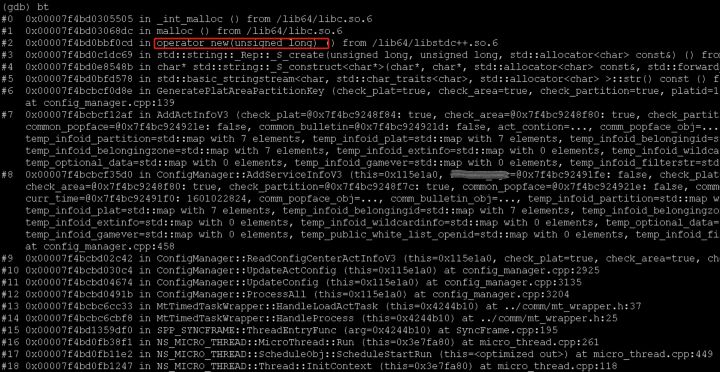 (gdb) bt
#0 0x00007f4bd0305505 in _int_malloc () from /lib64/libc.so.6
#1 0x00007f4bd03068dc in malloc () from /lib64/libc.so.6
#2 0x00007f4bd0bbf0cd in operator new(unsigned long) () from /lib64/libstdc++.so.6
#3 0x00007f4bd0c1dc69 in std::string::_Rep::_S_create(unsigned long, unsigned long, std::allocator<char> const&) () from
#4 0x00007f4bd0e8548b in char* std::string::_S_construct<char*>(char*, char*, std::allocator<char> const&, std::forward
#5 0x00007f4bd0bfd578 in std::basic_stringstream<char, std::char_traits<char>, std::allocator<char> >::str() const () f
#6 0x00007f4bcbcf0d8e in GeneratePlatAreaPartitionKey (check_plat=true, check_area=true, check_partition=true, platid=1
at config_manager.cpp:139
#7 0x00007f4bcbcf12af in AddActInfoV3 (check_plat=@0x7f4bc9248f84: true, check_area=@0x7f4bc9248f80: true, check_partit
common_popface=@0x7f4bc924921e: false, common_bulletin=@0x7f4bc924921d: false, act_contion=..., comm_popface_obj=...
temp_infoid_partition=std::map with 7 elements, temp_infoid_plat=std::map with 7 elements, temp_infoid_belongingid=st
temp_infoid_belongingzone=std::map with 7 elements, temp_infoid_extinfo=std::map with 0 elements, temp_infoid_wildcar
temp_optional_data=std::map with 0 elements, temp_infoid_gamever=std::map with 0 elements, temp_infoid_filterstr=std:
#8 0x00007f4bcbcf35d0 in ConfigManager::AddServiceInfoV3 (this=0x115e1a0, =@0x7f4bc92491fe: false, check_plat
check_area=@0x7f4bc9248f80: true, check_partition=@0x7f4bc9248f7c: true, common_popface=@0x7f4bc924921e: false, commo
curr_time=@0x7f4bc92491f0: 1601022824, comm_popface_obj=..., comm_bulletin_obj=..., temp_infoid_partition=std::map w
temp_infoid_plat=std::map with 7 elements, temp_infoid_belongingid=std::map with 7 elements, temp_infoid_belongingzo
temp_infoid_extinfo=std::map with 0 elements, temp_infoid_wildcardinfo=std::map with 0 elements, temp_optional_data=
temp_infoid_gamever=std::map with 0 elements, temp_public_white_list_openid=std::map with 0 elements, temp_infoid_fi
at config_manager.cpp:458
#9 0x00007f4bcbd02c42 in ConfigManager::ReadConfigCenterActInfoV3 (this=0x115e1a0, check_plat=true, check_area=true, ch
#10 0x00007f4bcbd030c4 in ConfigManager::UpdateActConfig (this=0x115e1a0) at config_manager.cpp:2925
#11 0x00007f4bcbd04674 in ConfigManager::UpdateConfig (this=0x115e1a0) at config_manager.cpp:3135
#12 0x00007f4bcbd0491b in ConfigManager::ProcessAll (this=0x115e1a0) at config_manager.cpp:3204
#13 0x00007f4bcbc6cc33 in MtTimedTaskWrapper::HandleLoadActTask (this=0x4244b10) at ../comm/mt_wrapper.h:37
#14 0x00007f4bcbc6cbf8 in MtTimedTaskWrapper::HandleProcess (this=0x4244b10) at ../comm/mt_wrapper.h:25
#15 0x00007f4bd1359df0 in SPP_SYNCFRAME::ThreadEntryFunc (arg=0x4244b10) at SyncFrame.cpp:195
#16 0x00007f4bd0fb38f1 in NS_MICRO_THREAD::MicroThread::Run (this=0x3e7fa80) at micro_thread.cpp:261
#17 0x00007f4bd0fb11e2 in NS_MICRO_THREAD::ScheduleObj::ScheduleStartRun (this=<optimized out>) at micro_thread.cpp:449
#18 0x00007f4bd0fb1247 in NS_MICRO_THREAD::Thread::InitContext (this=0x3e7fa80) at micro_thread.cpp:118